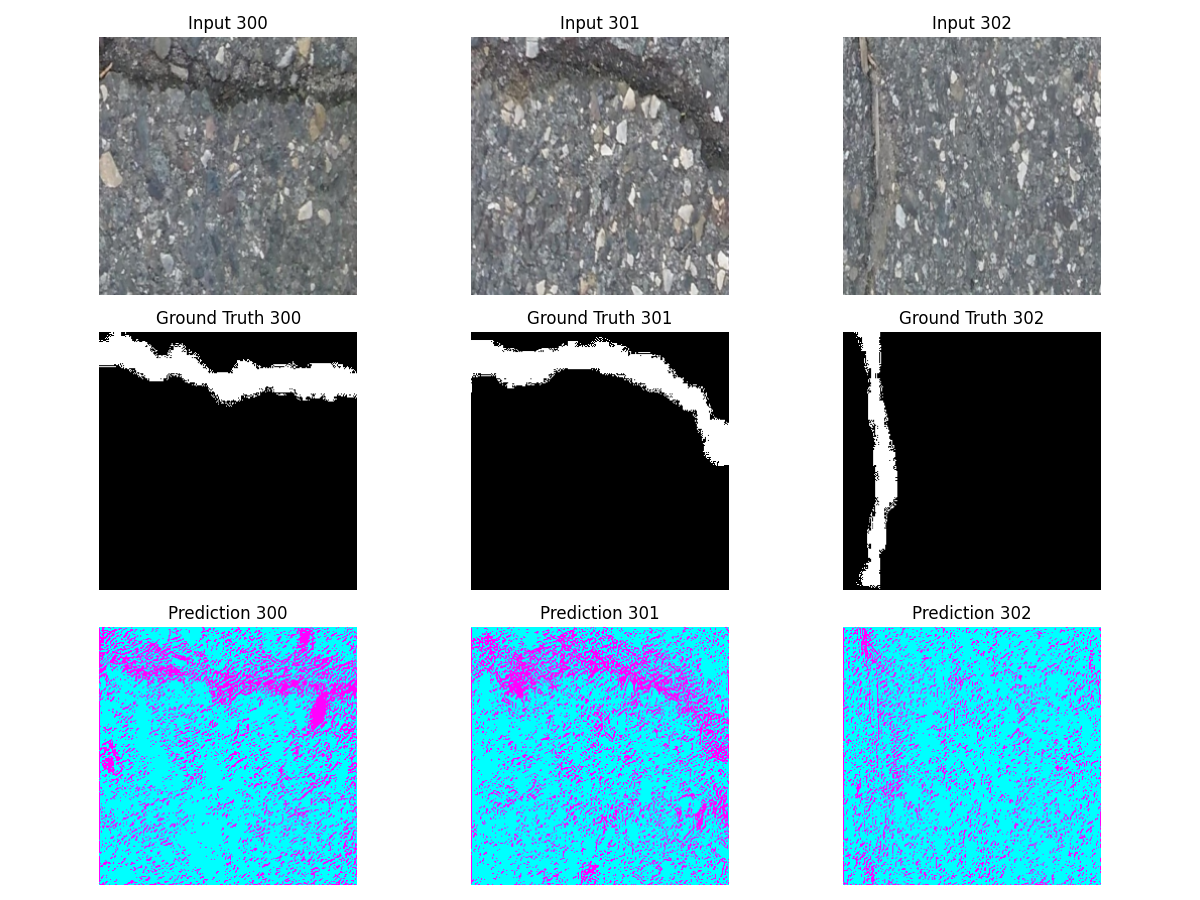 Input 300
Input 301
Input 302
Ground Truth 300
Ground Truth 301
Ground Truth 302
Prediction 300
Prediction 301
Prediction 302